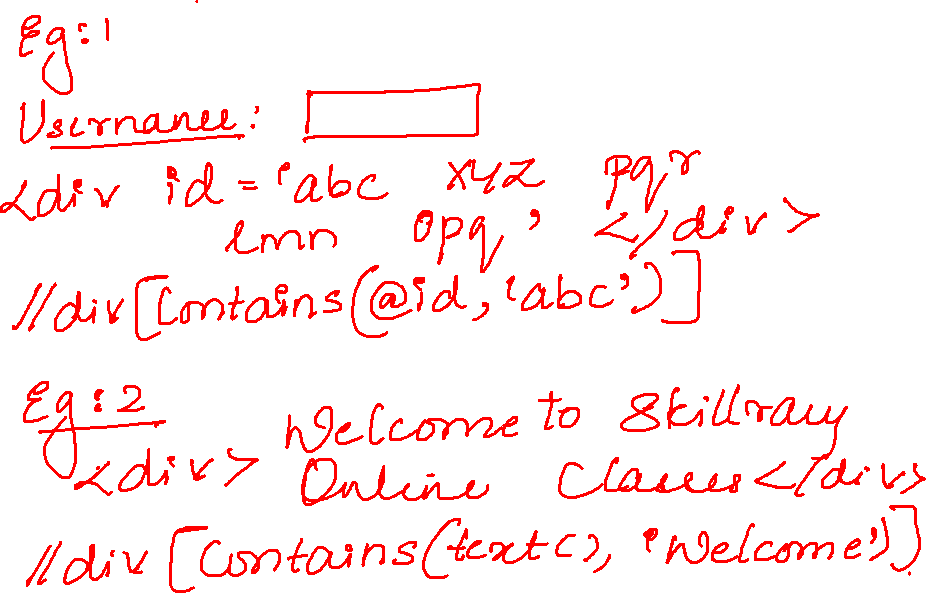 Eg:1
Username:
<div id = 'abc xyz pqr
lmn opq' </div>
//div[Contains(@id, 'abc')]
Eg:2
Welcome to Skillrary
<div> Online Classes</div>
//div[Contains(text(), 'Welcome')]